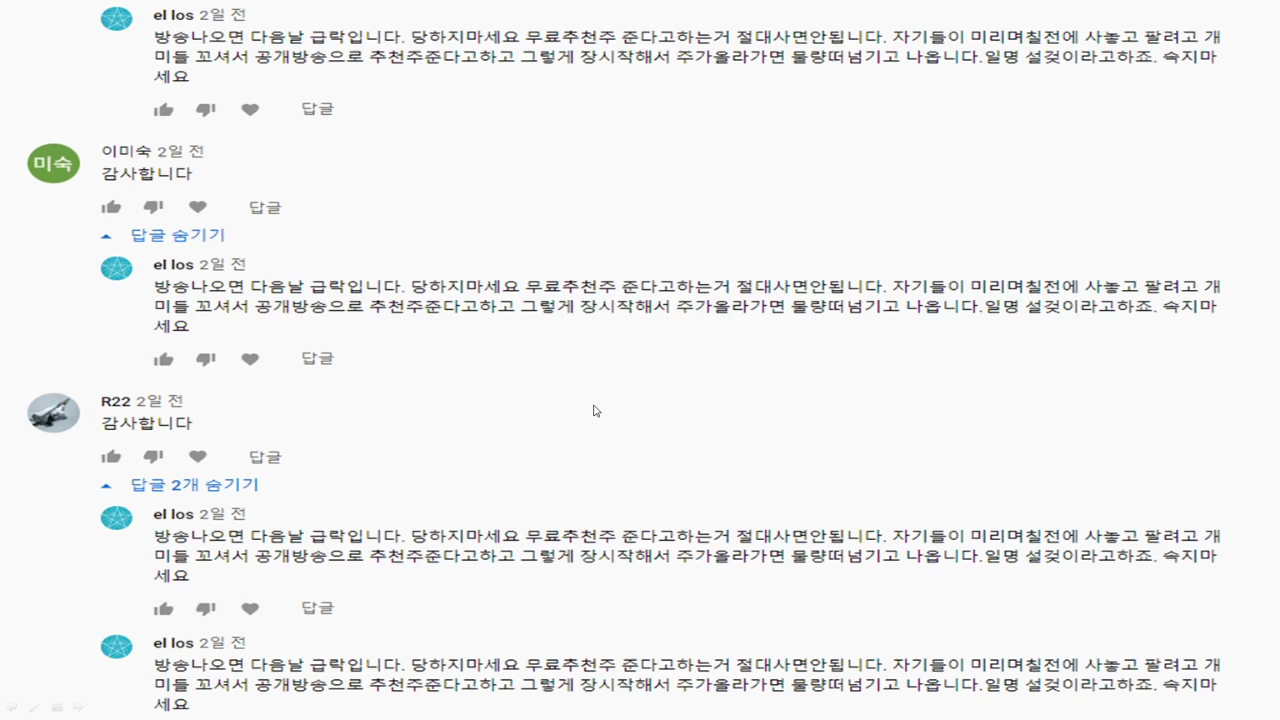 el los 2일 전
방송나오면 다음날 급락입니다. 당하지마세요 무료추천주 준다고하는거 절대사면안됩니다. 자기들이 미리며칠전에 사놓고 팔려고 개
미들 꼬셔서 공개방송으로 추천주준다고하고 그렇게 장시작해서 주가올라가면 물량떠넘기고 나옵니다.일명 설겆이라고하죠. 속지마
세요
답글
미숙
이미숙 2일 전
감사합니다
답글
답글 숨기기
el los 2일 전
방송나오면 다음날 급락입니다. 당하지마세요 무료추천주 준다고하는거 절대사면안됩니다. 자기들이 미리며칠전에 사놓고 팔려고 개
미들 꼬셔서 공개방송으로 추천주준다고하고 그렇게 장시작해서 주가올라가면 물량떠넘기고 나옵니다.일명 설겆이라고하죠. 속지마
세요
답글
R22 2일 전
감사합니다
답글
답글 2개 숨기기
el los 2일 전
방송나오면 다음날 급락입니다. 당하지마세요 무료추천주 준다고하는거 절대사면안됩니다. 자기들이 미리며칠전에 사놓고 팔려고 개
미들 꼬셔서 공개방송으로 추천주준다고하고 그렇게 장시작해서 주가올라가면 물량떠넘기고 나옵니다.일명 설겆이라고하죠. 속지마
세요
답글
el los 2일 전
방송나오면 다음날 급락입니다. 당하지마세요 무료추천주 준다고하는거 절대사면안됩니다. 자기들이 미리며칠전에 사놓고 팔려고 개
미들 꼬셔서 공개방송으로 추천주준다고하고 그렇게 장시작해서 주가올라가면 물량떠넘기고 나옵니다.일명 설겆이라고하죠. 속지마
세요